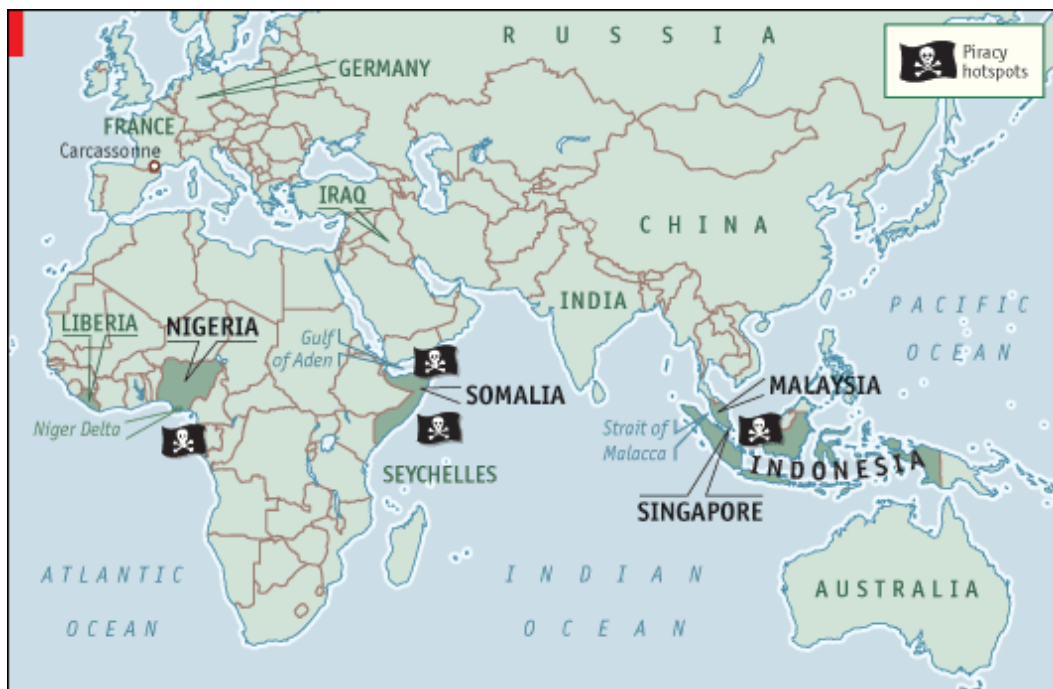 RUSSIA
Piracy
hotspots
GERMANY
FRANCE
Carcassonne
IRAQ
CHINA
INDIA
PACIFIC
OCEAN
LIBERIA
NIGERIA
Gulf
of Aden
SOMALIA
MALAYSIA
Niger Delta
Strait of
Malacca
SEYCHELLES
INDONESIA
SINGAPORE
ATLANTIC
OCEAN
INDIAN
OCEAN
AUSTRALIA